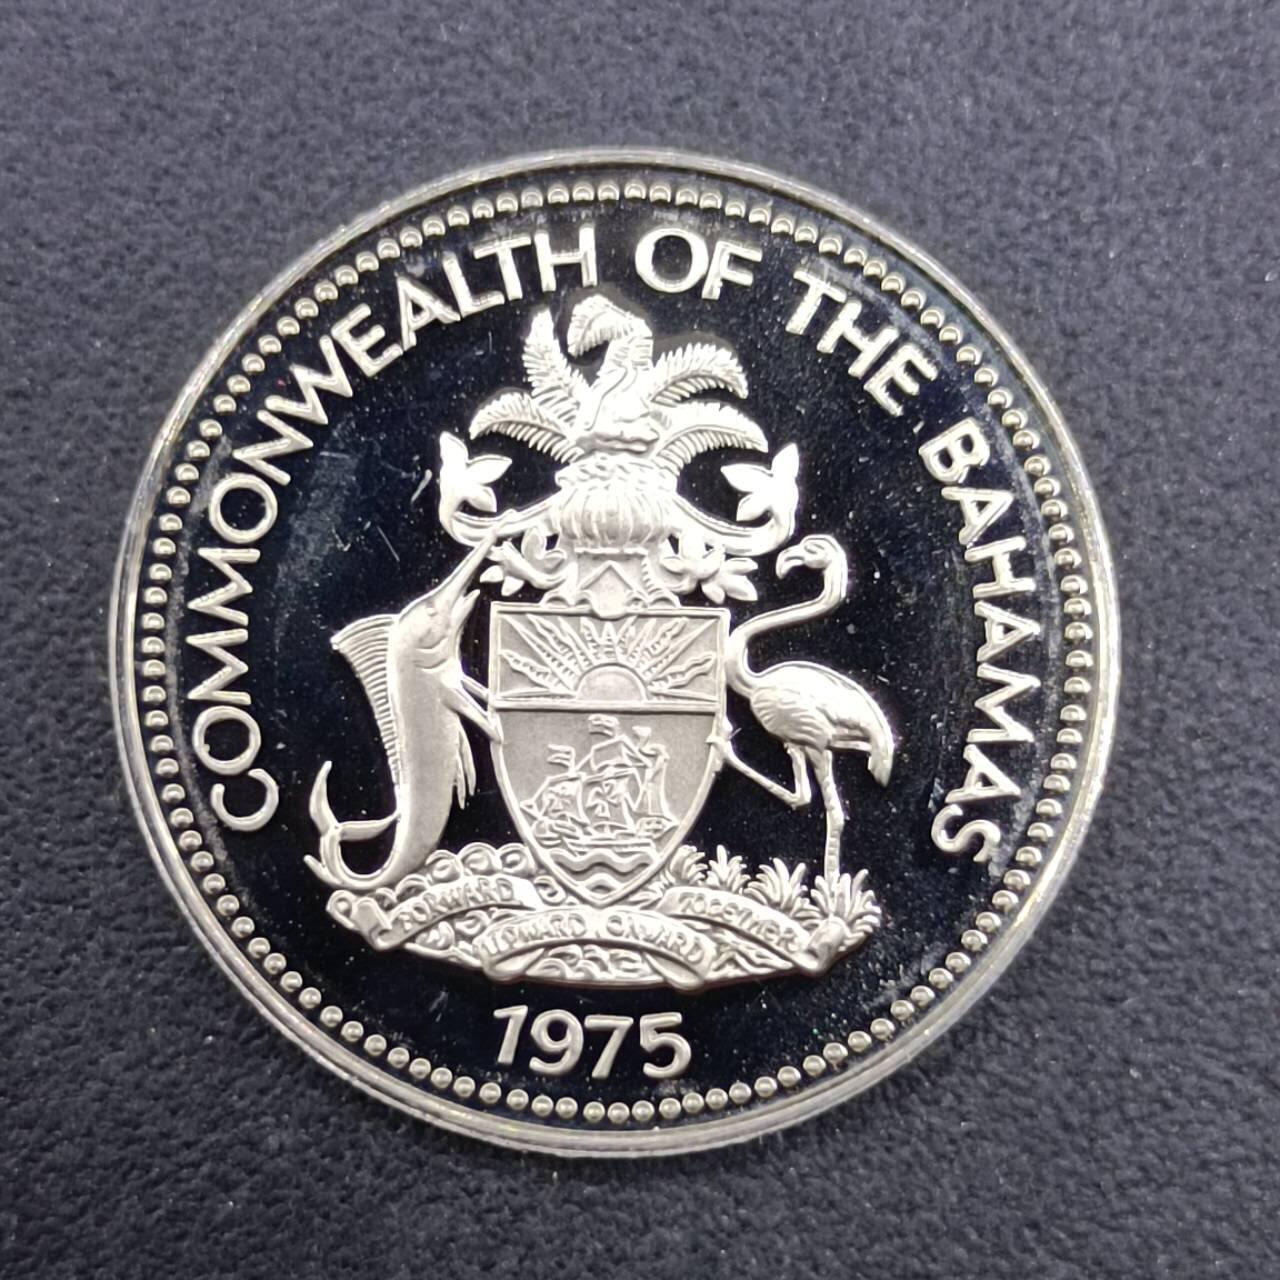 COMMONWEALTH OF THE BAHAMAS
FORWARD
UPWARD ONWARD
TOGETHER
1975